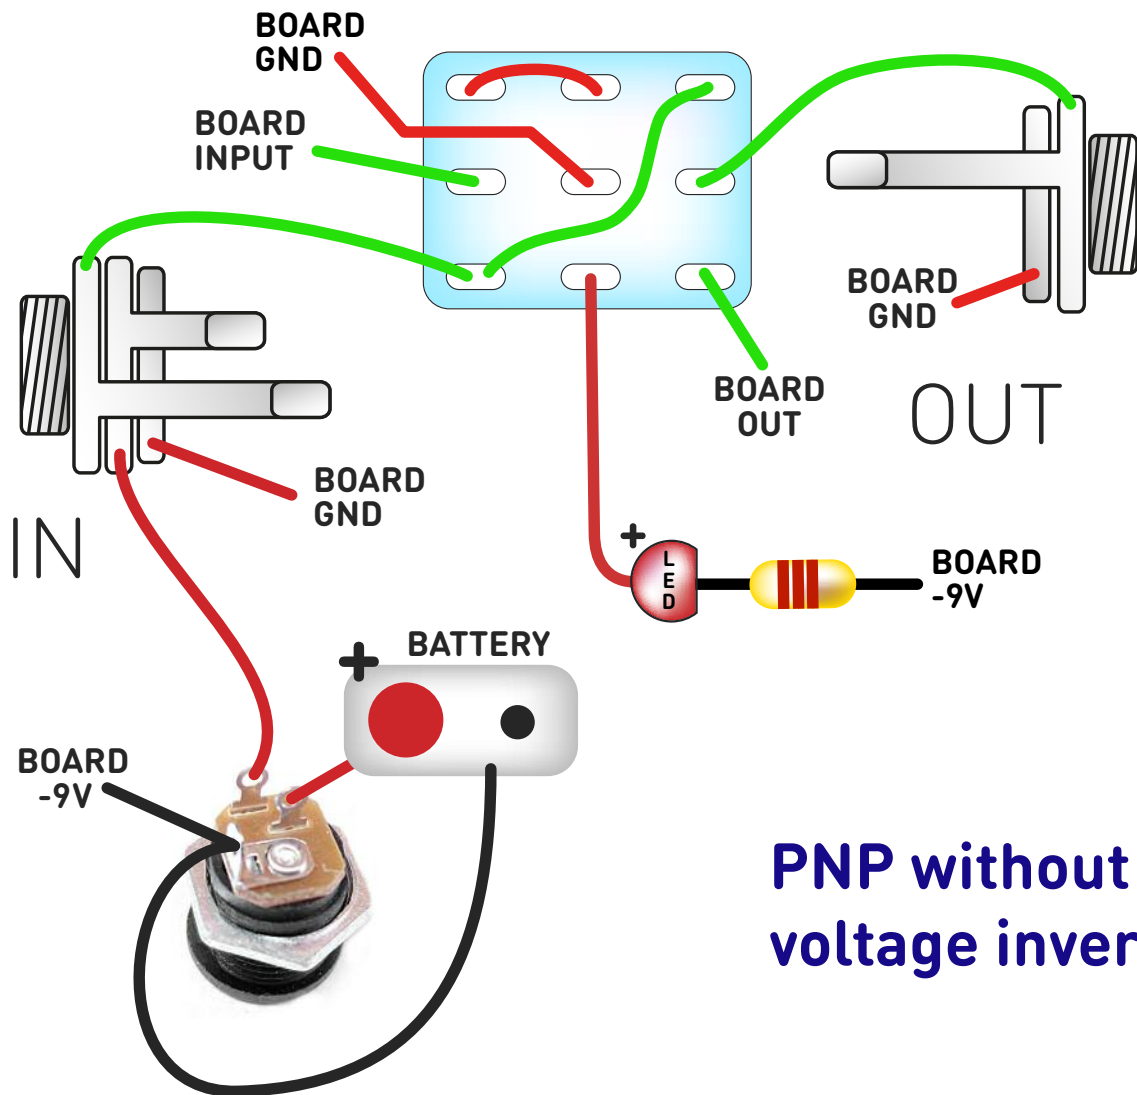 BOARD
GND
BOARD
INPUT
BOARD
GND
BOARD
OUT
OUT
BOARD
GND
IN
+
L
E
D
BOARD
-9V
BATTERY
+
BOARD
-9V
PNP without
voltage inver